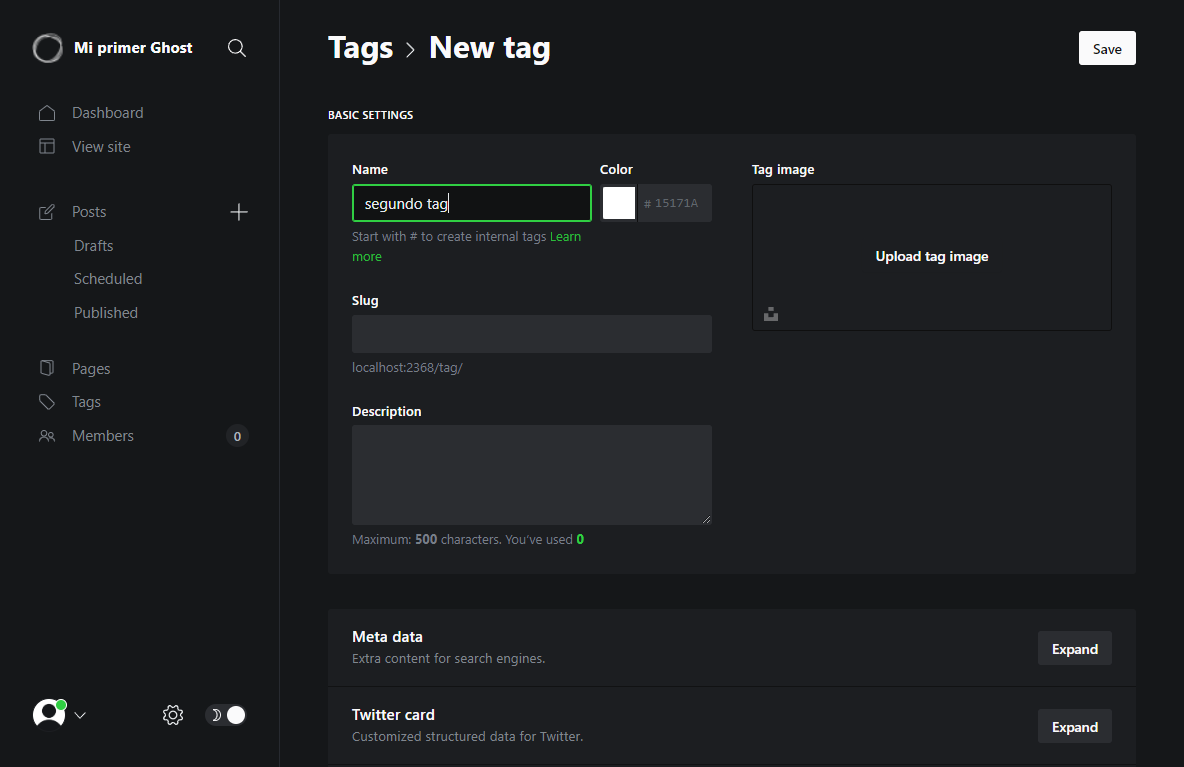 Mi primer Ghost
Dashboard
View site
Posts
Drafts
Scheduled
Published
Pages
Tags
Members
0
Tags > New tag
Save
BASIC SETTINGS
Name
segundo tag
Start with # to create internal tags Learn
more
Color
# 15171A
Slug
localhost:2368/tag/
Description
Maximum: 500 characters. You’ve used 0
Tag image
Upload tag image
Meta data
Extra content for search engines.
Expand
Twitter card
Customized structured data for Twitter.
Expand